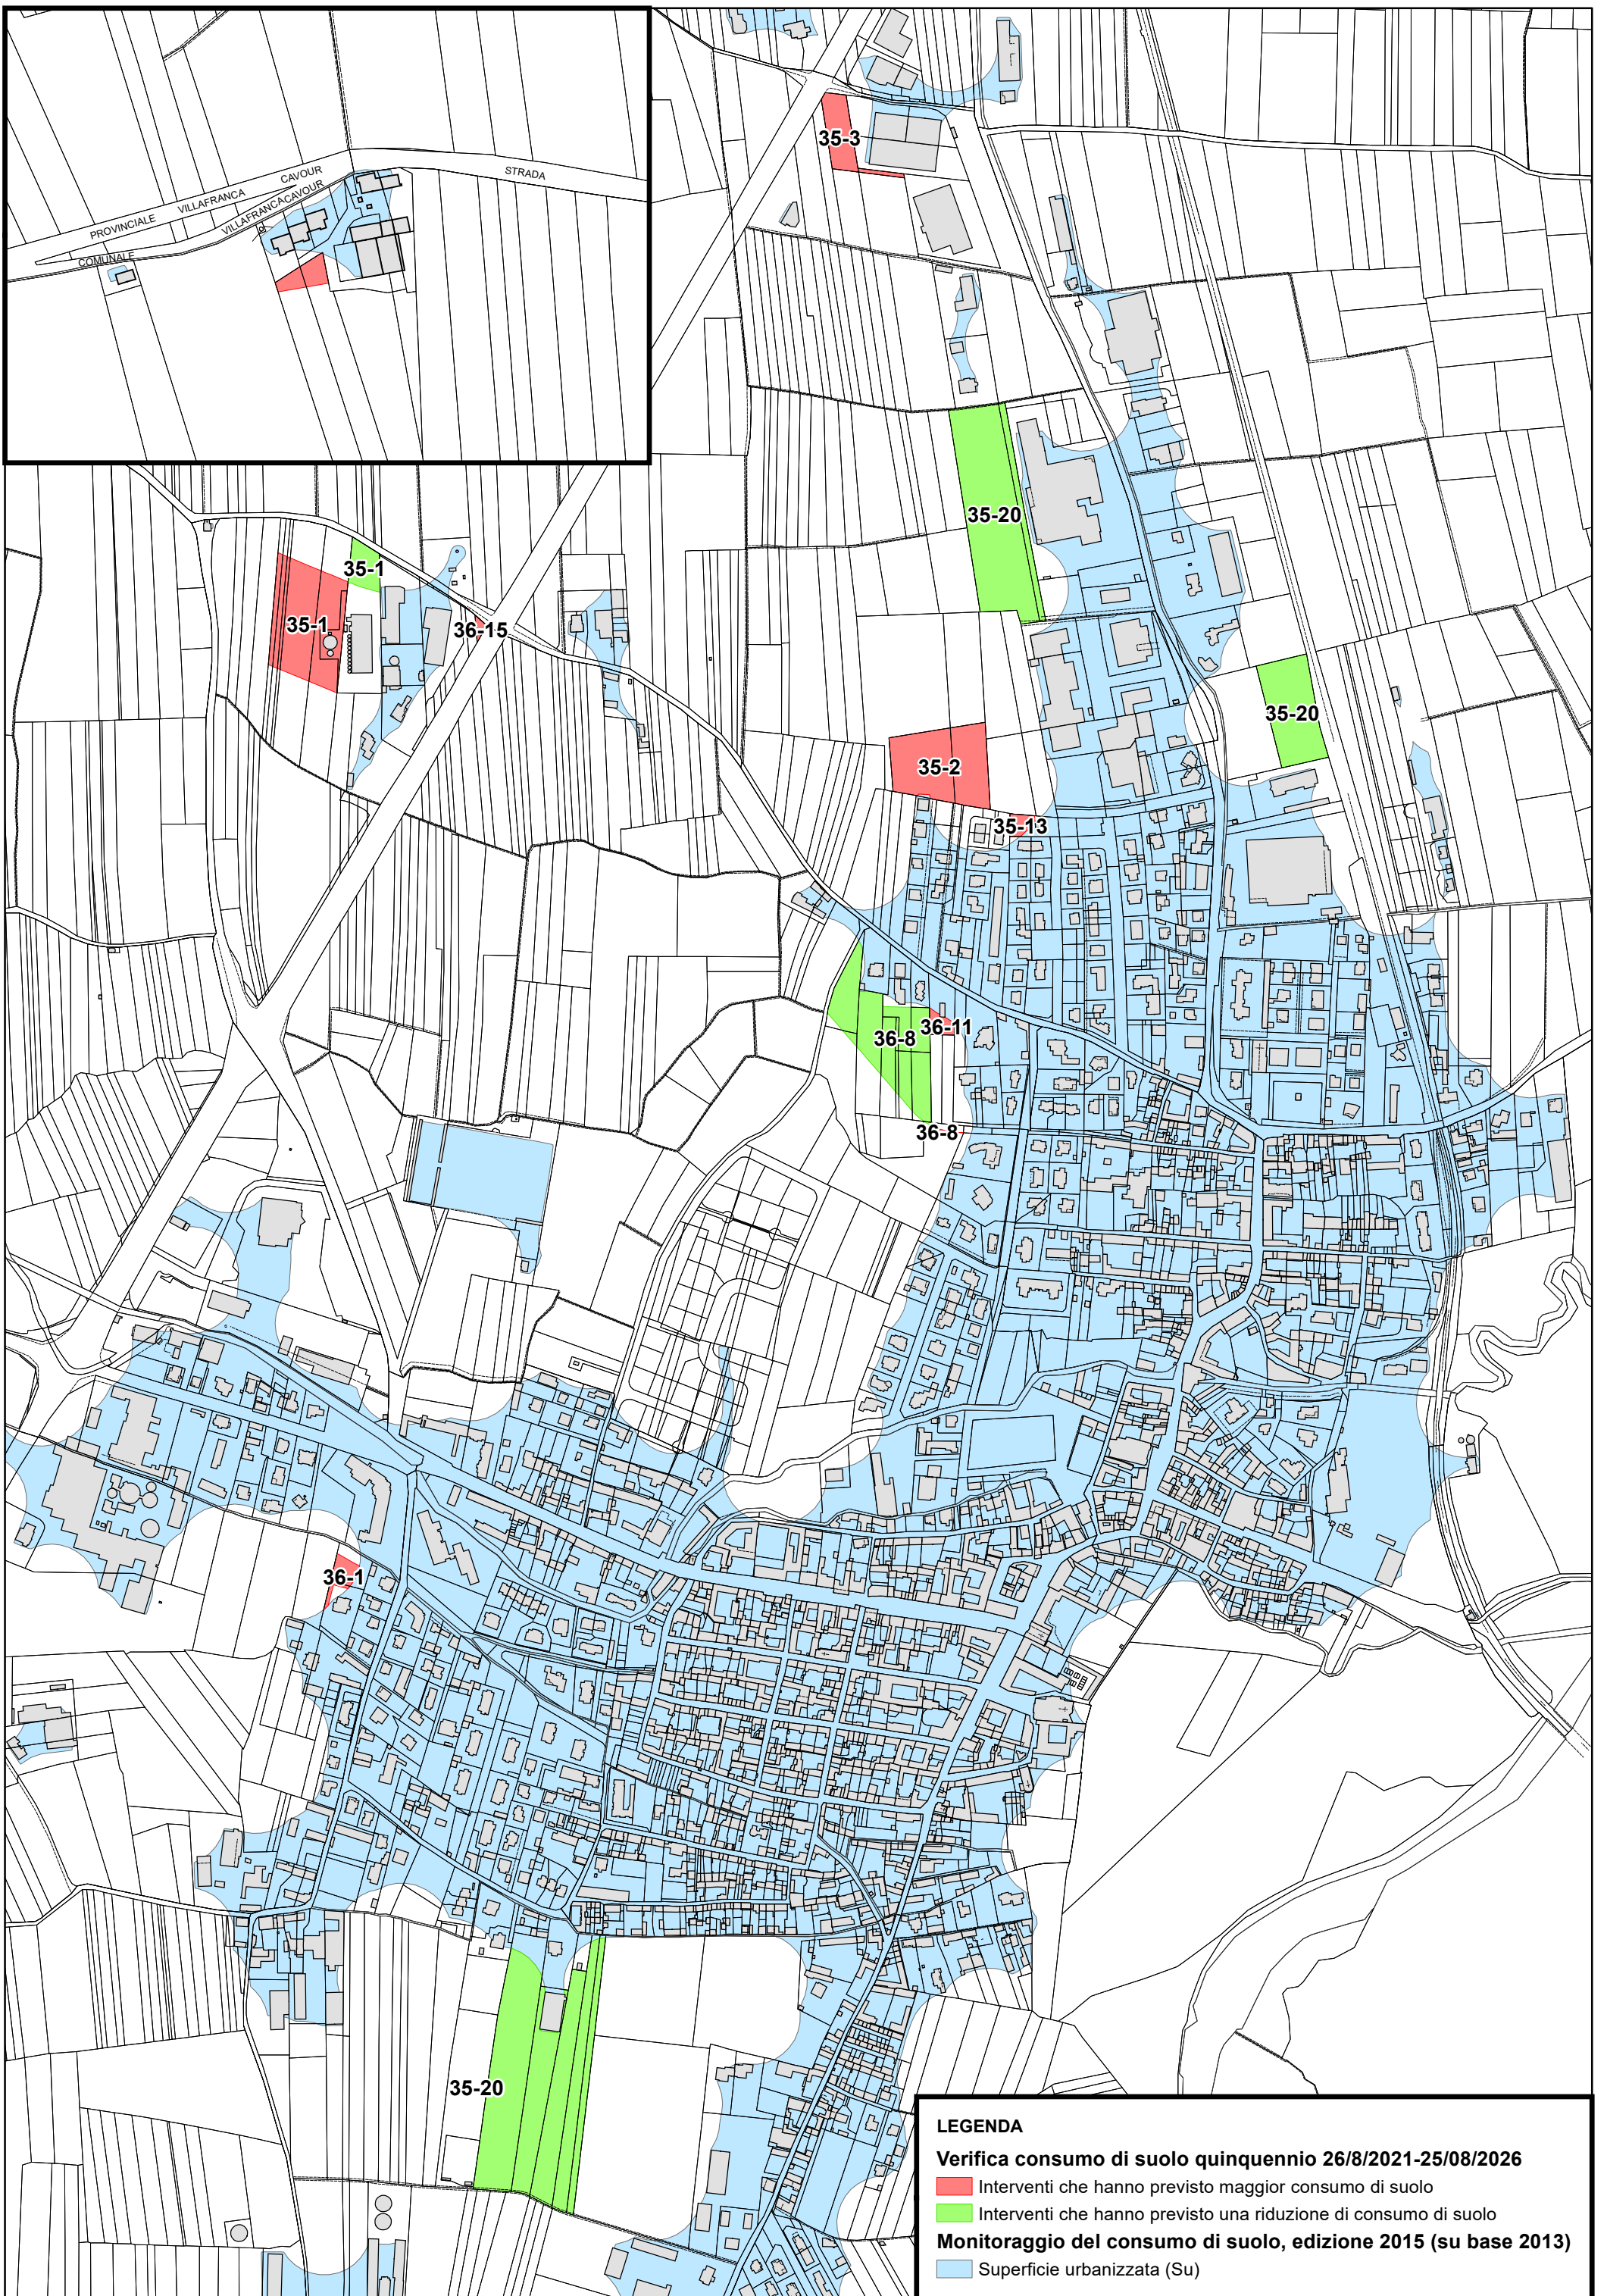 PROVINCIALE VILLAFRANCA CAVOUR
STRADA
COMUNALE VILLAFRANCA CAVOUR
35-3
35-20
35-1
35-1
36-15
35-20
35-2
35-13
36-11
36-8
36-8
36-1
35-20
LEGENDA
Verifica consumo di suolo quinquennio 26/8/2021-25/08/2026
Interventi che hanno previsto maggior consumo di suolo
Interventi che hanno previsto una riduzione di consumo di suolo
Monitoraggio del consumo di suolo, edizione 2015 (su base 2013)
Superficie urbanizzata (Su)